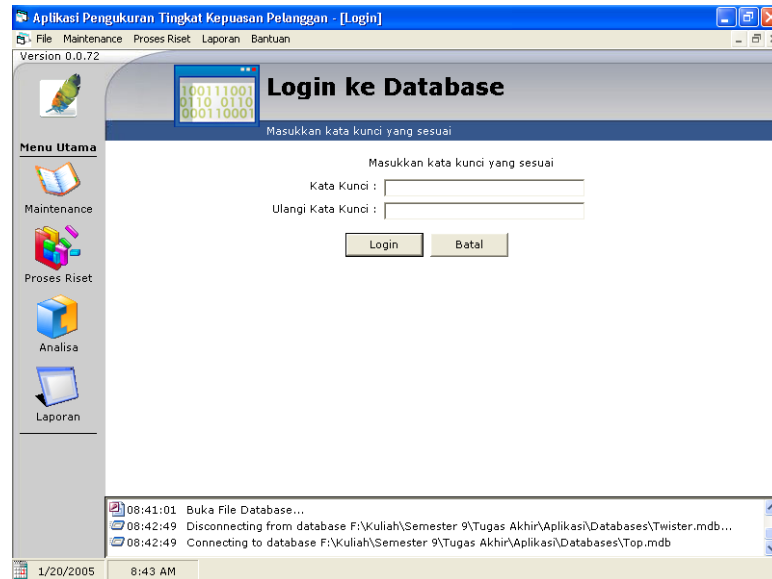 Aplikasi Pengukuran Tingkat Kepuasan Pelanggan - [Login]
File Maintenance Proses Riset Laporan Bantuan
Version 0.0.72
100111001
0110 0110
000110001
Login ke Database
Masukkan kata kunci yang sesuai
Menu Utama
Masukkan kata kunci yang sesuai
Kata Kunci :
Maintenance
Ulangi Kata Kunci :
Login Batal
Proses Riset
Analisa
Laporan
08:41:01 Buka File Database...
08:42:49 Disconnecting from database F:\Kuliah\Semester 9\Tugas Akhir\Aplikasi\Databases\Twister.mdb...
08:42:49 Connecting to database F:\Kuliah\Semester 9\Tugas Akhir\Aplikasi\Databases\Top.mdb
1/20/2005 8:43 AM